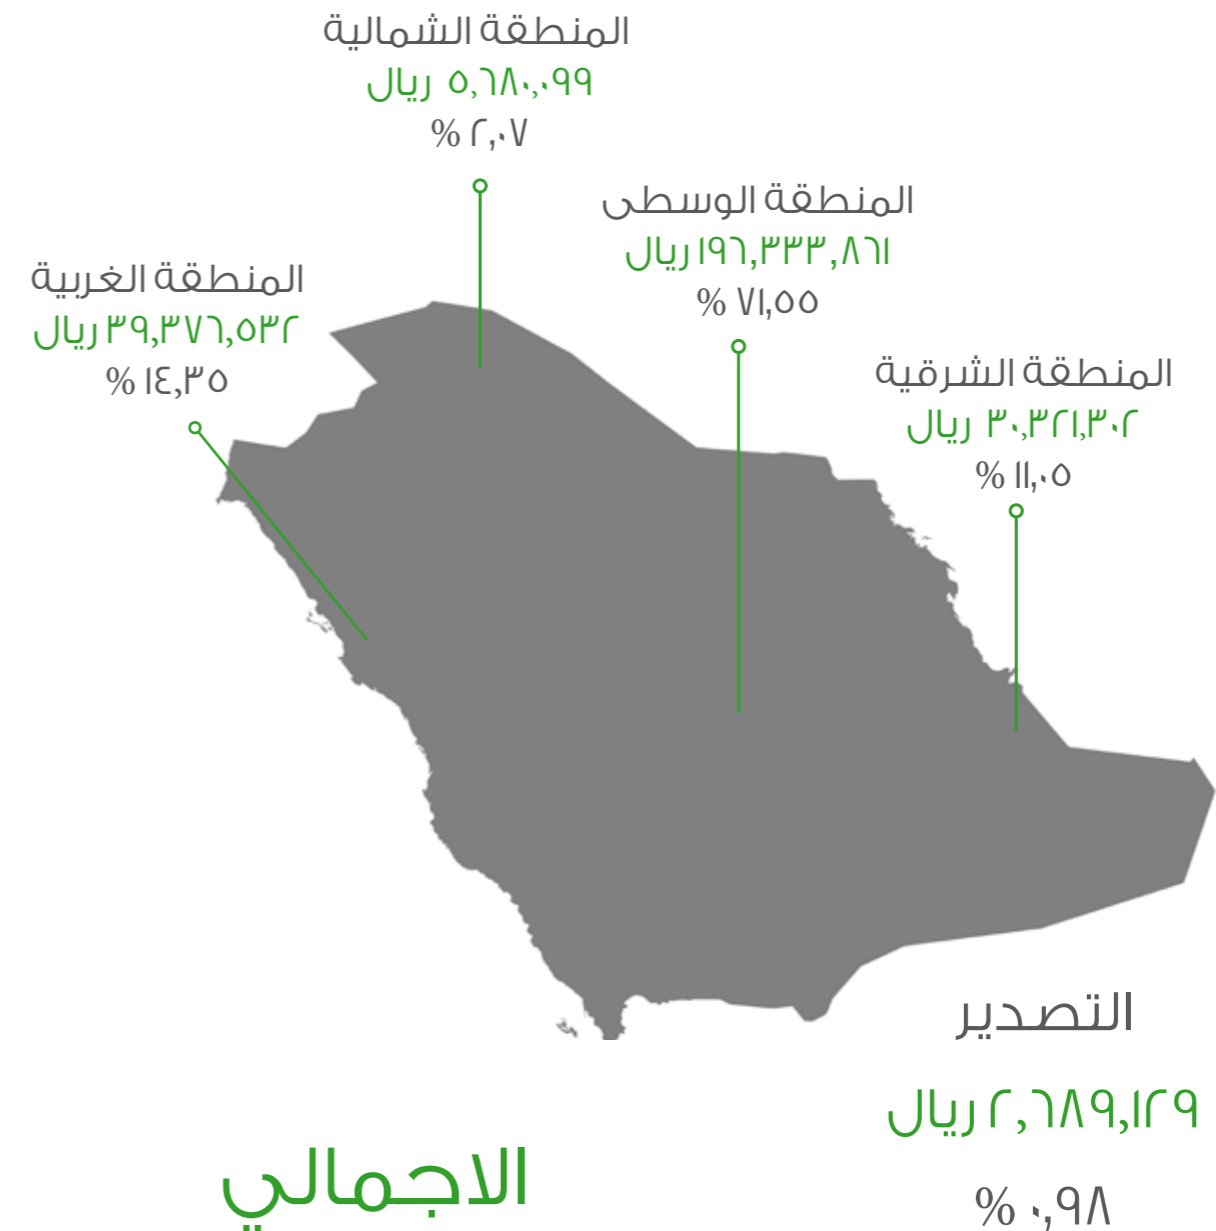 المنطقة الشمالية
٥,٦٨٠,٠٩٩ ريال
٢,٠٧ %
المنطقة الوسطى
١٩٦,٣٣٣,٨٦١ ريال
٧١,٥٥ %
المنطقة الغربية
٣٩,٣٧٦,٥٣٢ ريال
١٤,٣٥ %
المنطقة الشرقية
٣٠,٣٢١,٣٠٢ ريال
١١,٠٥ %
التصدير
٢,٦٨٩,١٢٩ ريال
٠,٩٨ %
الاجمالي